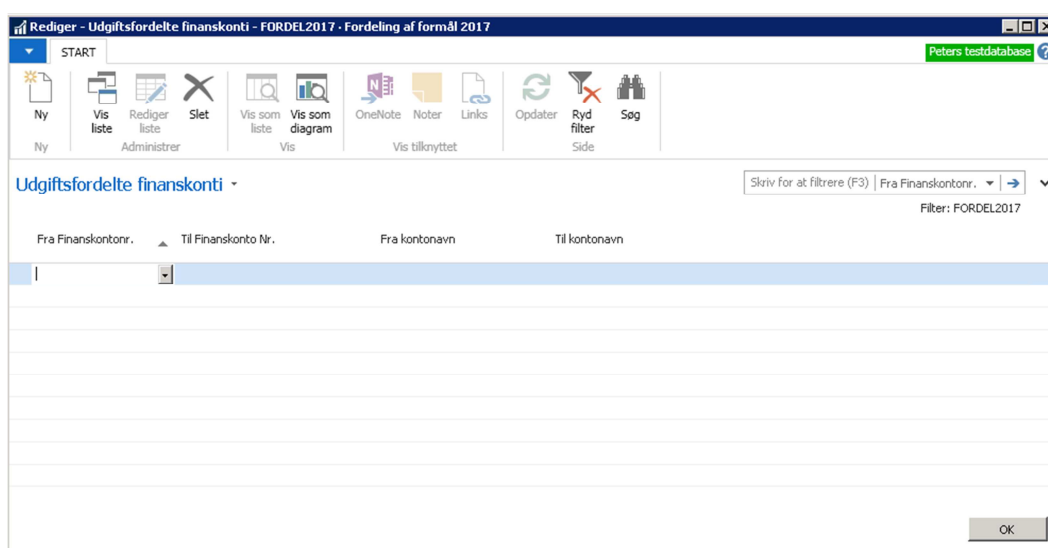 Rediger - Udgiftsfordelte finanskonti - FORDEL2017 · Fordeling af formål 2017
START
Peters testdatabase
?
Ny
Vis liste
Rediger liste
Slet
Vis som liste
Vis som diagram
OneNote
Noter
Links
Opdater
Ryd filter
Søg
Ny
Administrer
Vis
Vis tilknyttet
Side
Udgiftsfordelte finanskonti
Skriv for at filtrere (F3)
Fra Finanskontonr.
Filter: FORDEL2017
Fra Finanskontonr.
Til Finanskonto Nr.
Fra kontonavn
Til kontonavn
OK